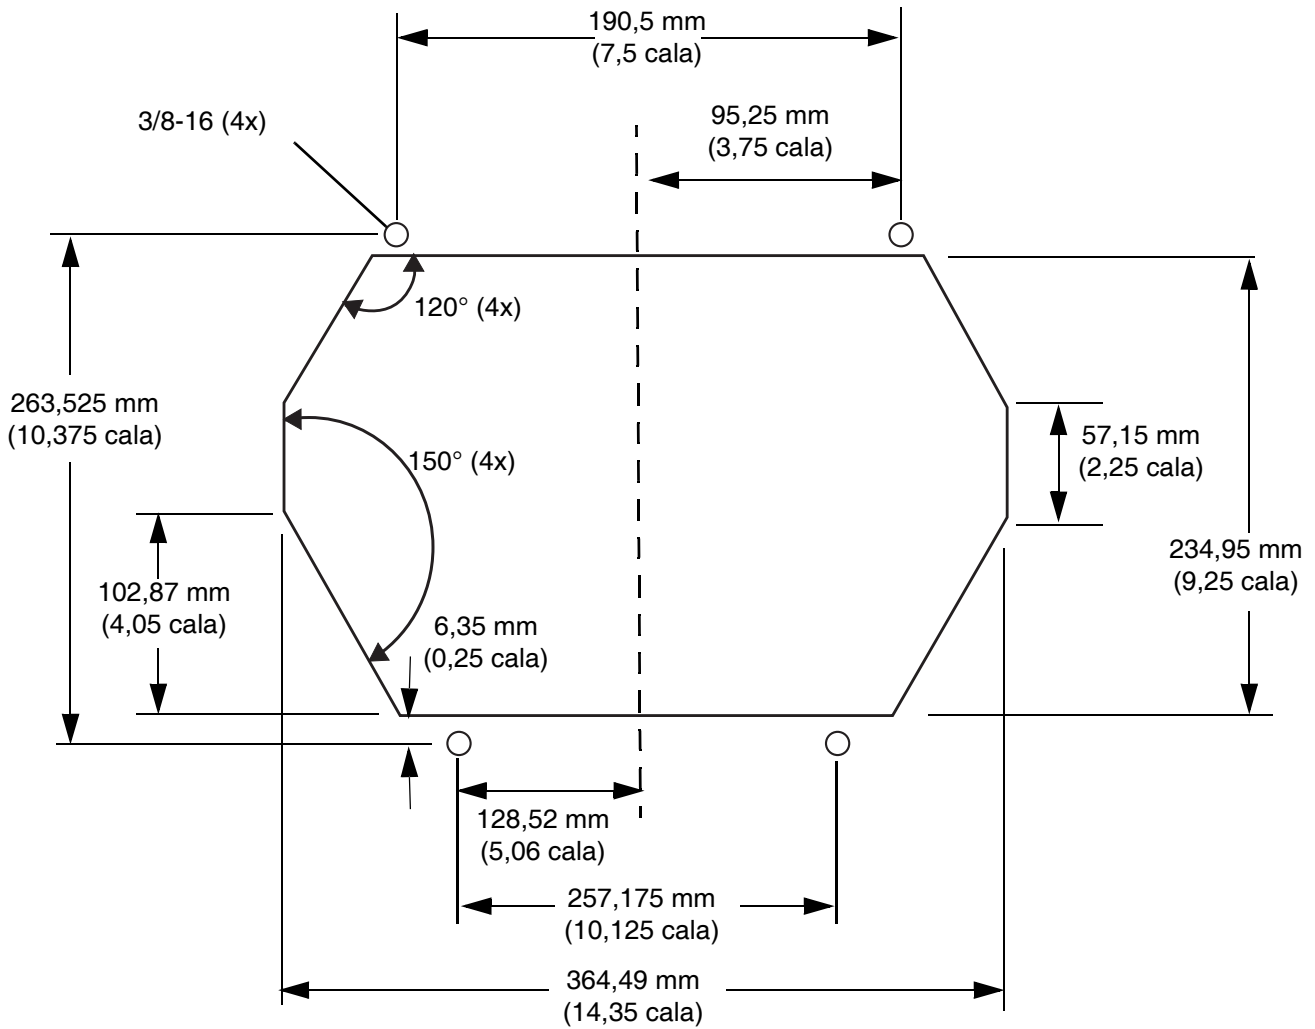 190,5 mm
(7,5 cala)
3/8-16 (4x)
95,25 mm
(3,75 cala)
120° (4x)
263,525 mm
(10,375 cala)
150° (4x)
57,15 mm
(2,25 cala)
234,95 mm
(9,25 cala)
102,87 mm
(4,05 cala)
6,35 mm
(0,25 cala)
128,52 mm
(5,06 cala)
257,175 mm
(10,125 cala)
364,49 mm
(14,35 cala)